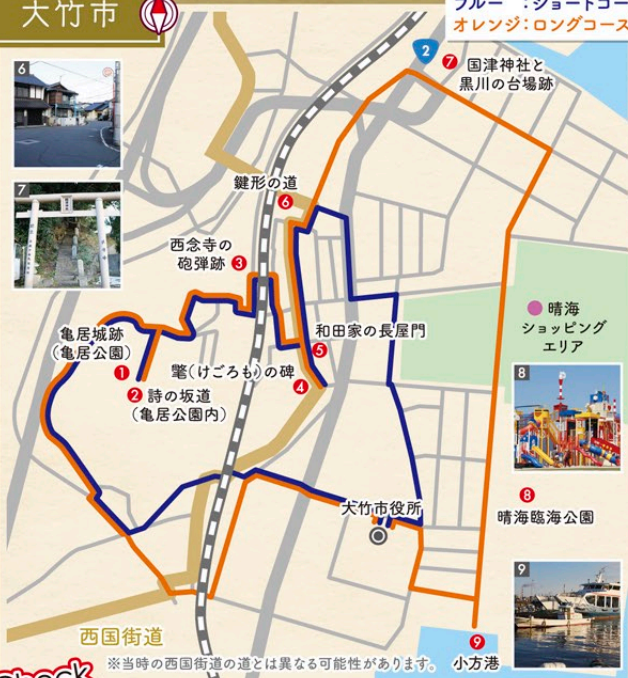 大竹市
ブルー　：ショートコー
オレンジ：ロングコース
2
7
国津神社と
黒川の台場跡
6
7
鍵形の道
6
西念寺の
砲弾跡
3
晴海
ショッピング
エリア
和田家の長屋門
5
亀居城跡
（亀居公園）
1
毣（けごろも）の碑
4
2
詩の坂道
（亀居公園内）
8
8
晴海臨海公園
大竹市役所
9
西国街道
※当時の西国街道の道とは異なる可能性があります。
9
小方港
check